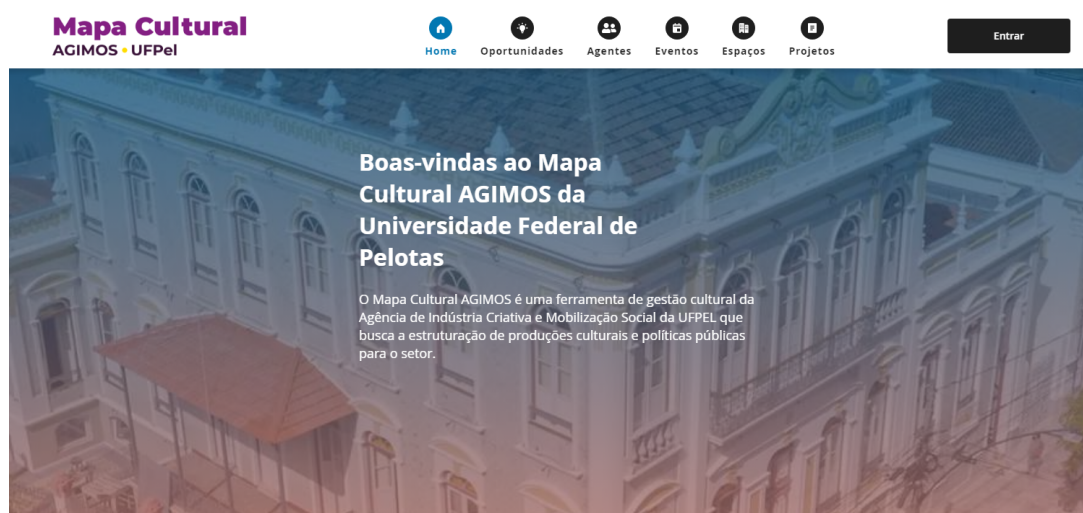 Mapa Cultural
AGIMOS • UFPel
Home
Oportunidades
Agentes
Eventos
Espaços
Projetos
Entrar
Boas-vindas ao Mapa
Cultural AGIMOS da
Universidade Federal de
Pelotas
O Mapa Cultural AGIMOS é uma ferramenta de gestão cultural da
Agência de Indústria Criativa e Mobilização Social da UFPEL que
busca a estruturação de produções culturais e políticas públicas
para o setor.